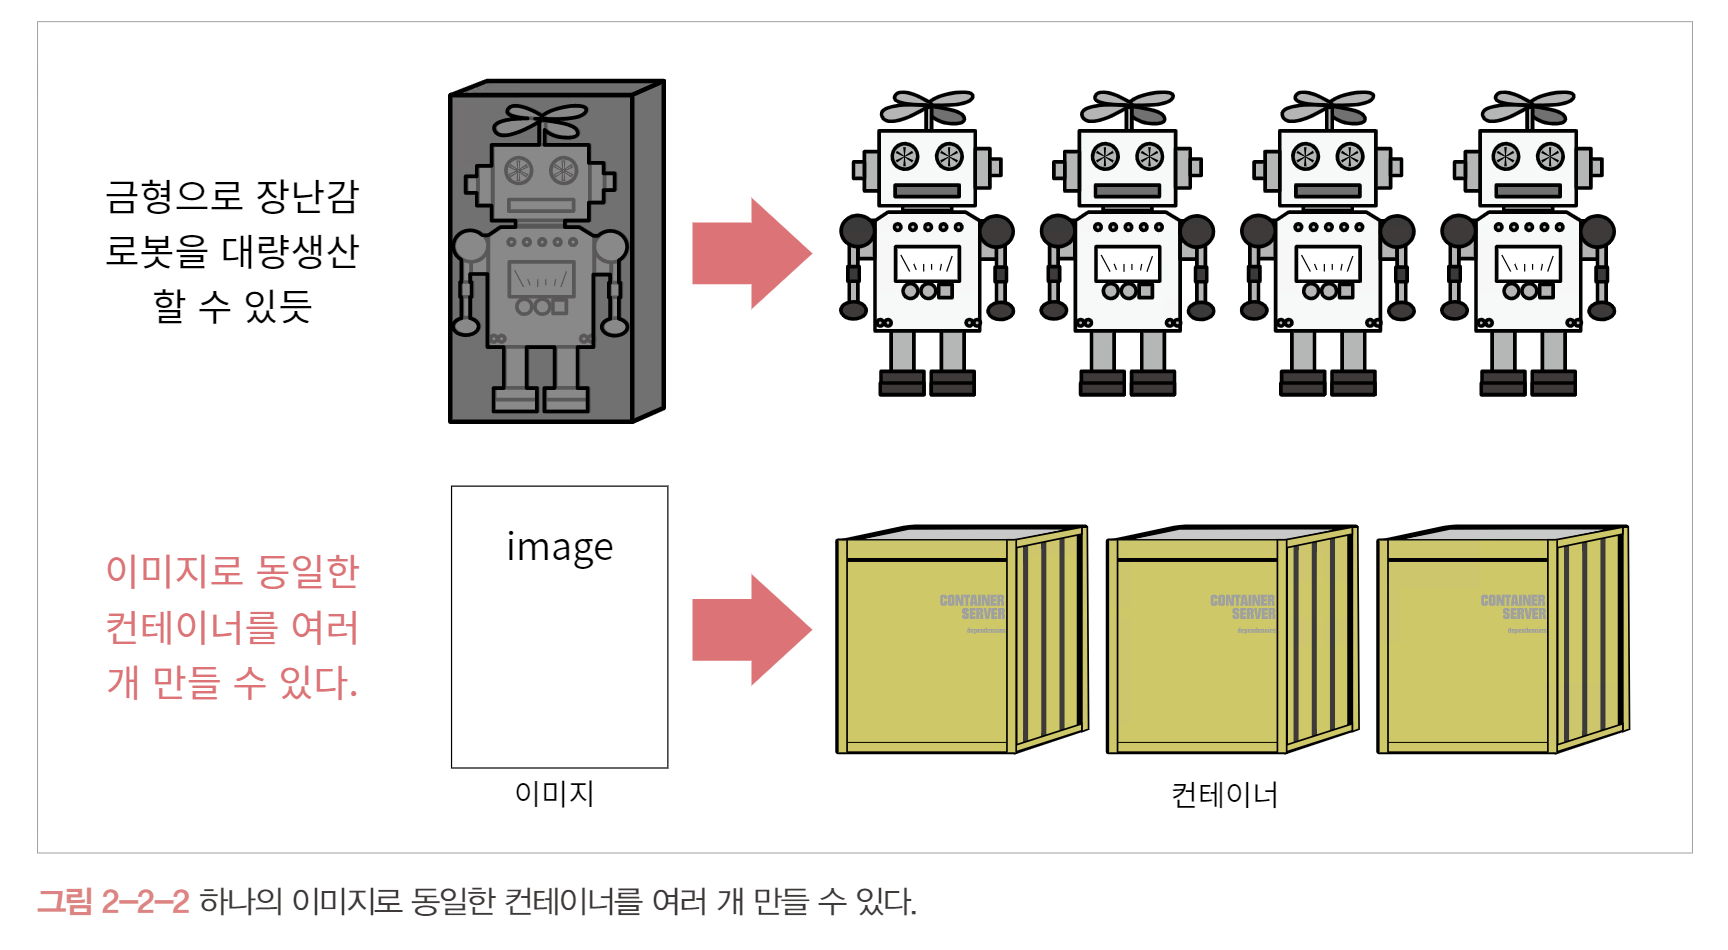 금형으로 장난감
로봇을 대량생산
할 수 있듯
이미지로 동일한
컨테이너를 여러
개 만들 수 있다.
image
이미지
CONTAINER
SERVER
dependences
CONTAINER
SERVER
dependences
CONTAINER
SERVER
dependences
컨테이너
그림 2-2-2 하나의 이미지로 동일한 컨테이너를 여러 개 만들 수 있다.